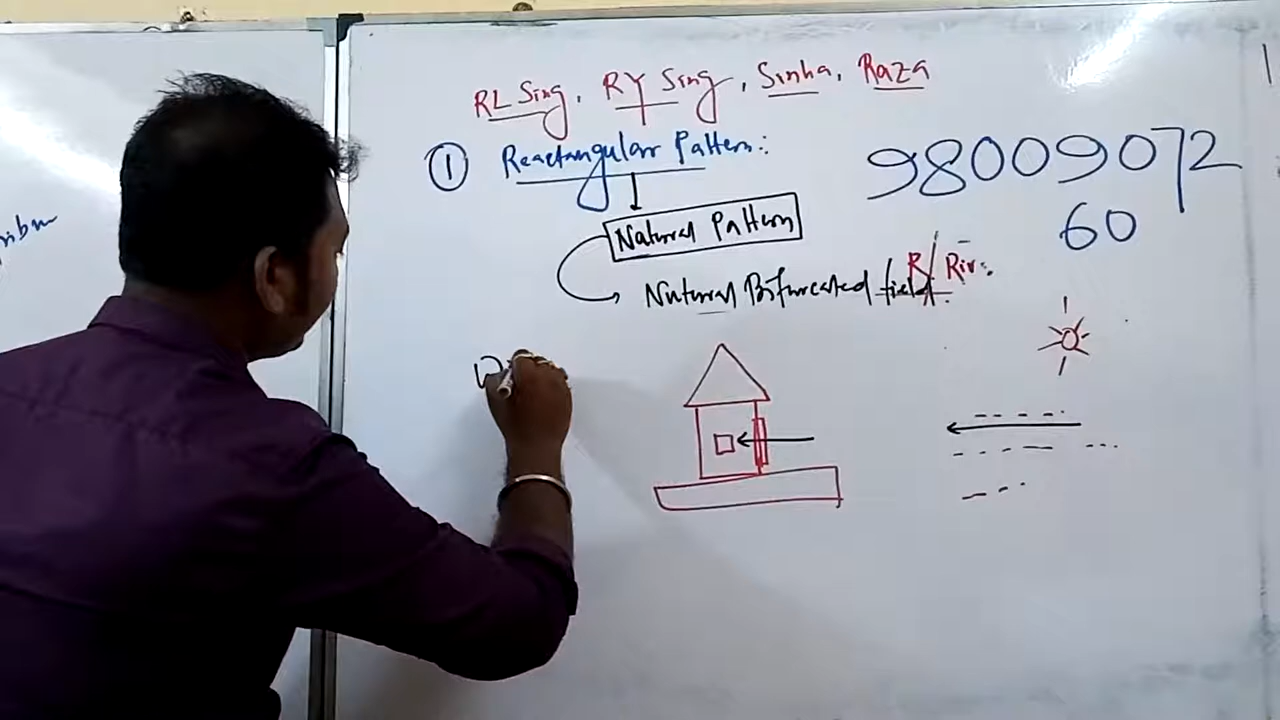 RL Sing, RY Sing, Sinha, Raza
① Reactangular Pattern:
98009072
60
Natural Pattern
R/ Riv:
Natural Bifurcated field.